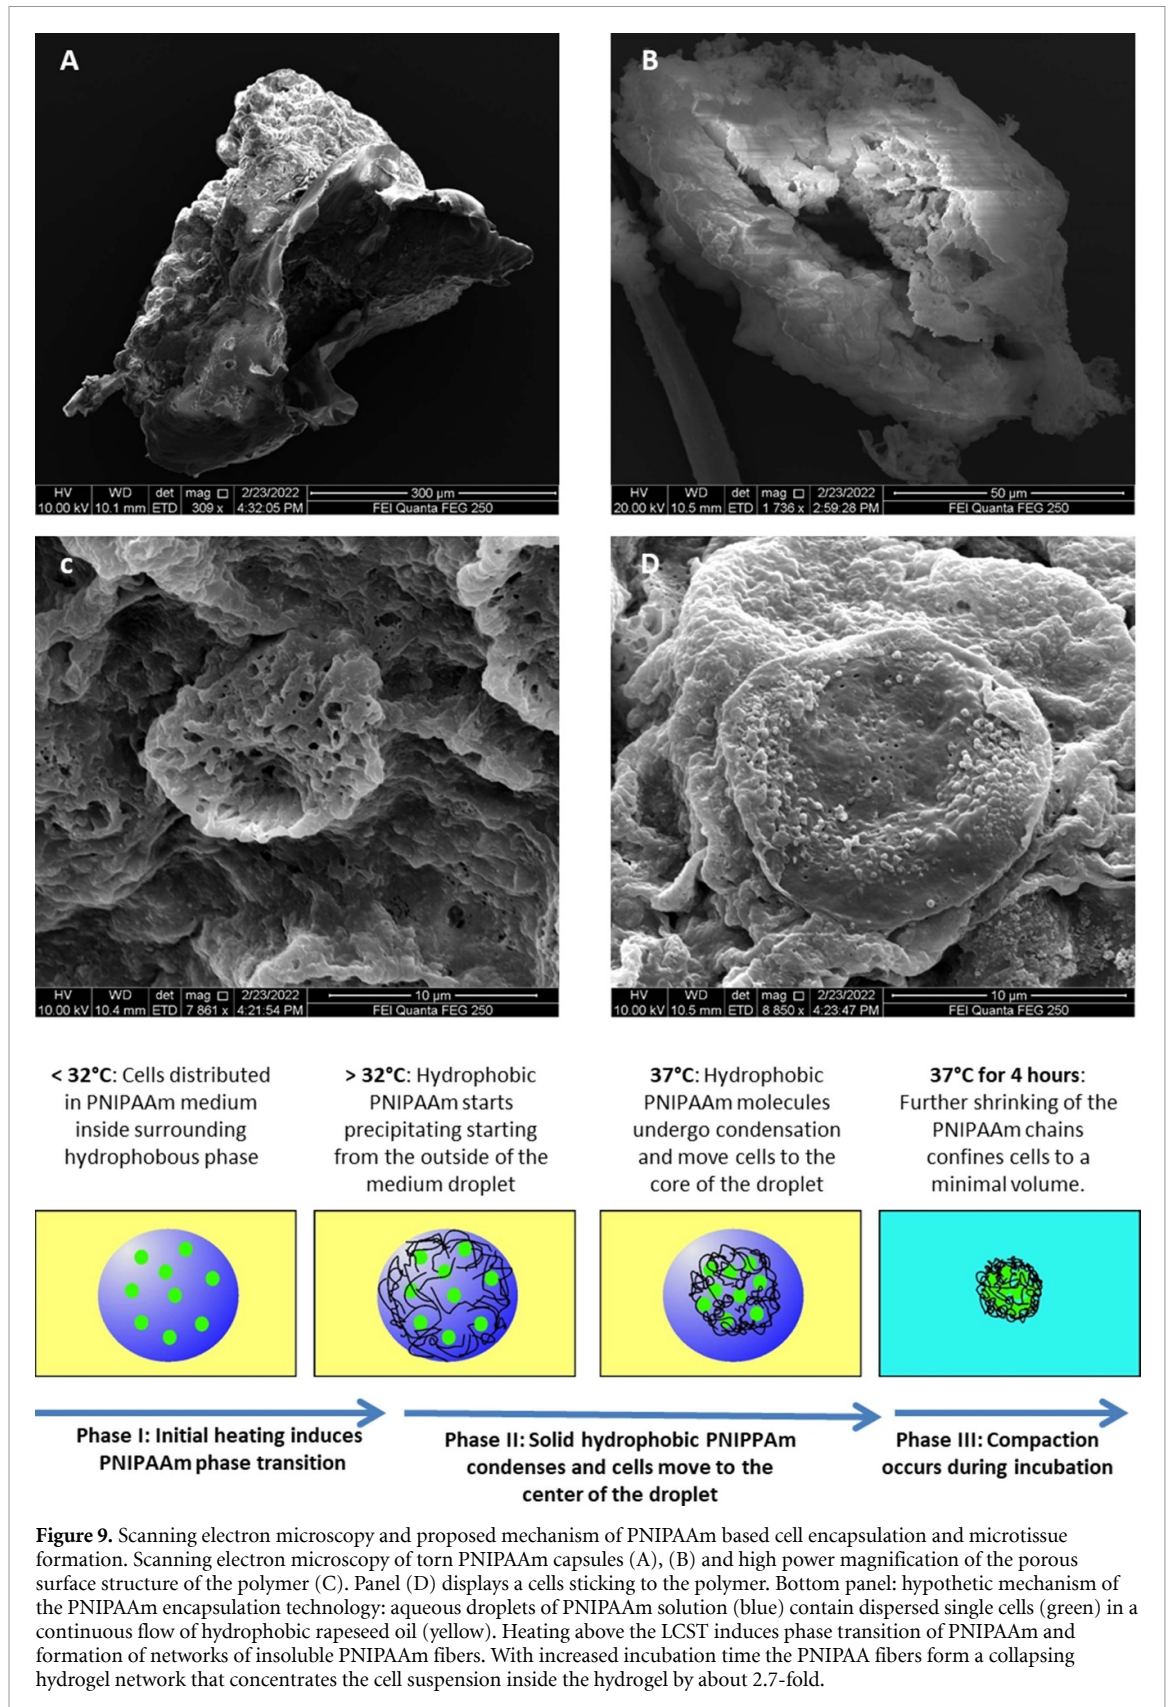 A
HV WD det mag 2/23/2022 300 µm
10.00 kV 10.1 mm ETD 309 x 4:32:05 PM FEI Quanta FEG 250
B
HV WD det mag 2/23/2022 50 µm
20.00 kV 10.5 mm ETD 1 736 x 2:59:28 PM FEI Quanta FEG 250
c
HV WD det mag 2/23/2022 10 µm
10.00 kV 10.4 mm ETD 7 861 x 4:21:54 PM FEI Quanta FEG 250
D
HV WD det mag 2/23/2022 10 µm
10.00 kV 10.5 mm ETD 8 850 x 4:23:47 PM FEI Quanta FEG 250
< 32°C: Cells distributed
in PNIPAAm medium
inside surrounding
hydrophobous phase
> 32°C: Hydrophobic
PNIPAAm starts
precipitating starting
from the outside of the
medium droplet
37°C: Hydrophobic
PNIPAAm molecules
undergo condensation
and move cells to the
core of the droplet
37°C for 4 hours:
Further shrinking of the
PNIPAAm chains
confines cells to a
minimal volume.
Phase I: Initial heating induces
PNIPAAm phase transition
Phase II: Solid hydrophobic PNIPPAm
condenses and cells move to the
center of the droplet
Phase III: Compaction
occurs during incubation
Figure 9. Scanning electron microscopy and proposed mechanism of PNIPAAm based cell encapsulation and microtissue
formation. Scanning electron microscopy of torn PNIPAAm capsules (A), (B) and high power magnification of the porous
surface structure of the polymer (C). Panel (D) displays a cells sticking to the polymer. Bottom panel: hypothetic mechanism of
the PNIPAAm encapsulation technology: aqueous droplets of PNIPAAm solution (blue) contain dispersed single cells (green) in a
continuous flow of hydrophobic rapeseed oil (yellow). Heating above the LCST induces phase transition of PNIPAAm and
formation of networks of insoluble PNIPAAm fibers. With increased incubation time the PNIPAA fibers form a collapsing
hydrogel network that concentrates the cell suspension inside the hydrogel by about 2.7-fold.